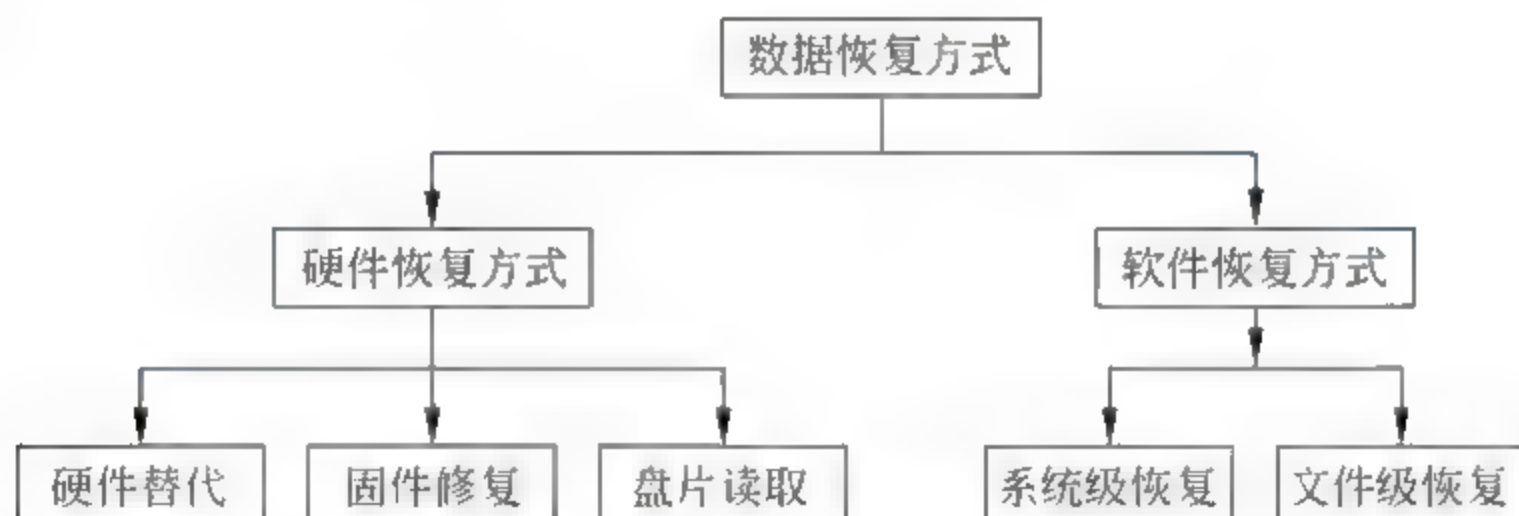 数据恢复方式
硬件恢复方式
软件恢复方式
硬件替代
固件修复
盘片读取
系统级恢复
文件级恢复